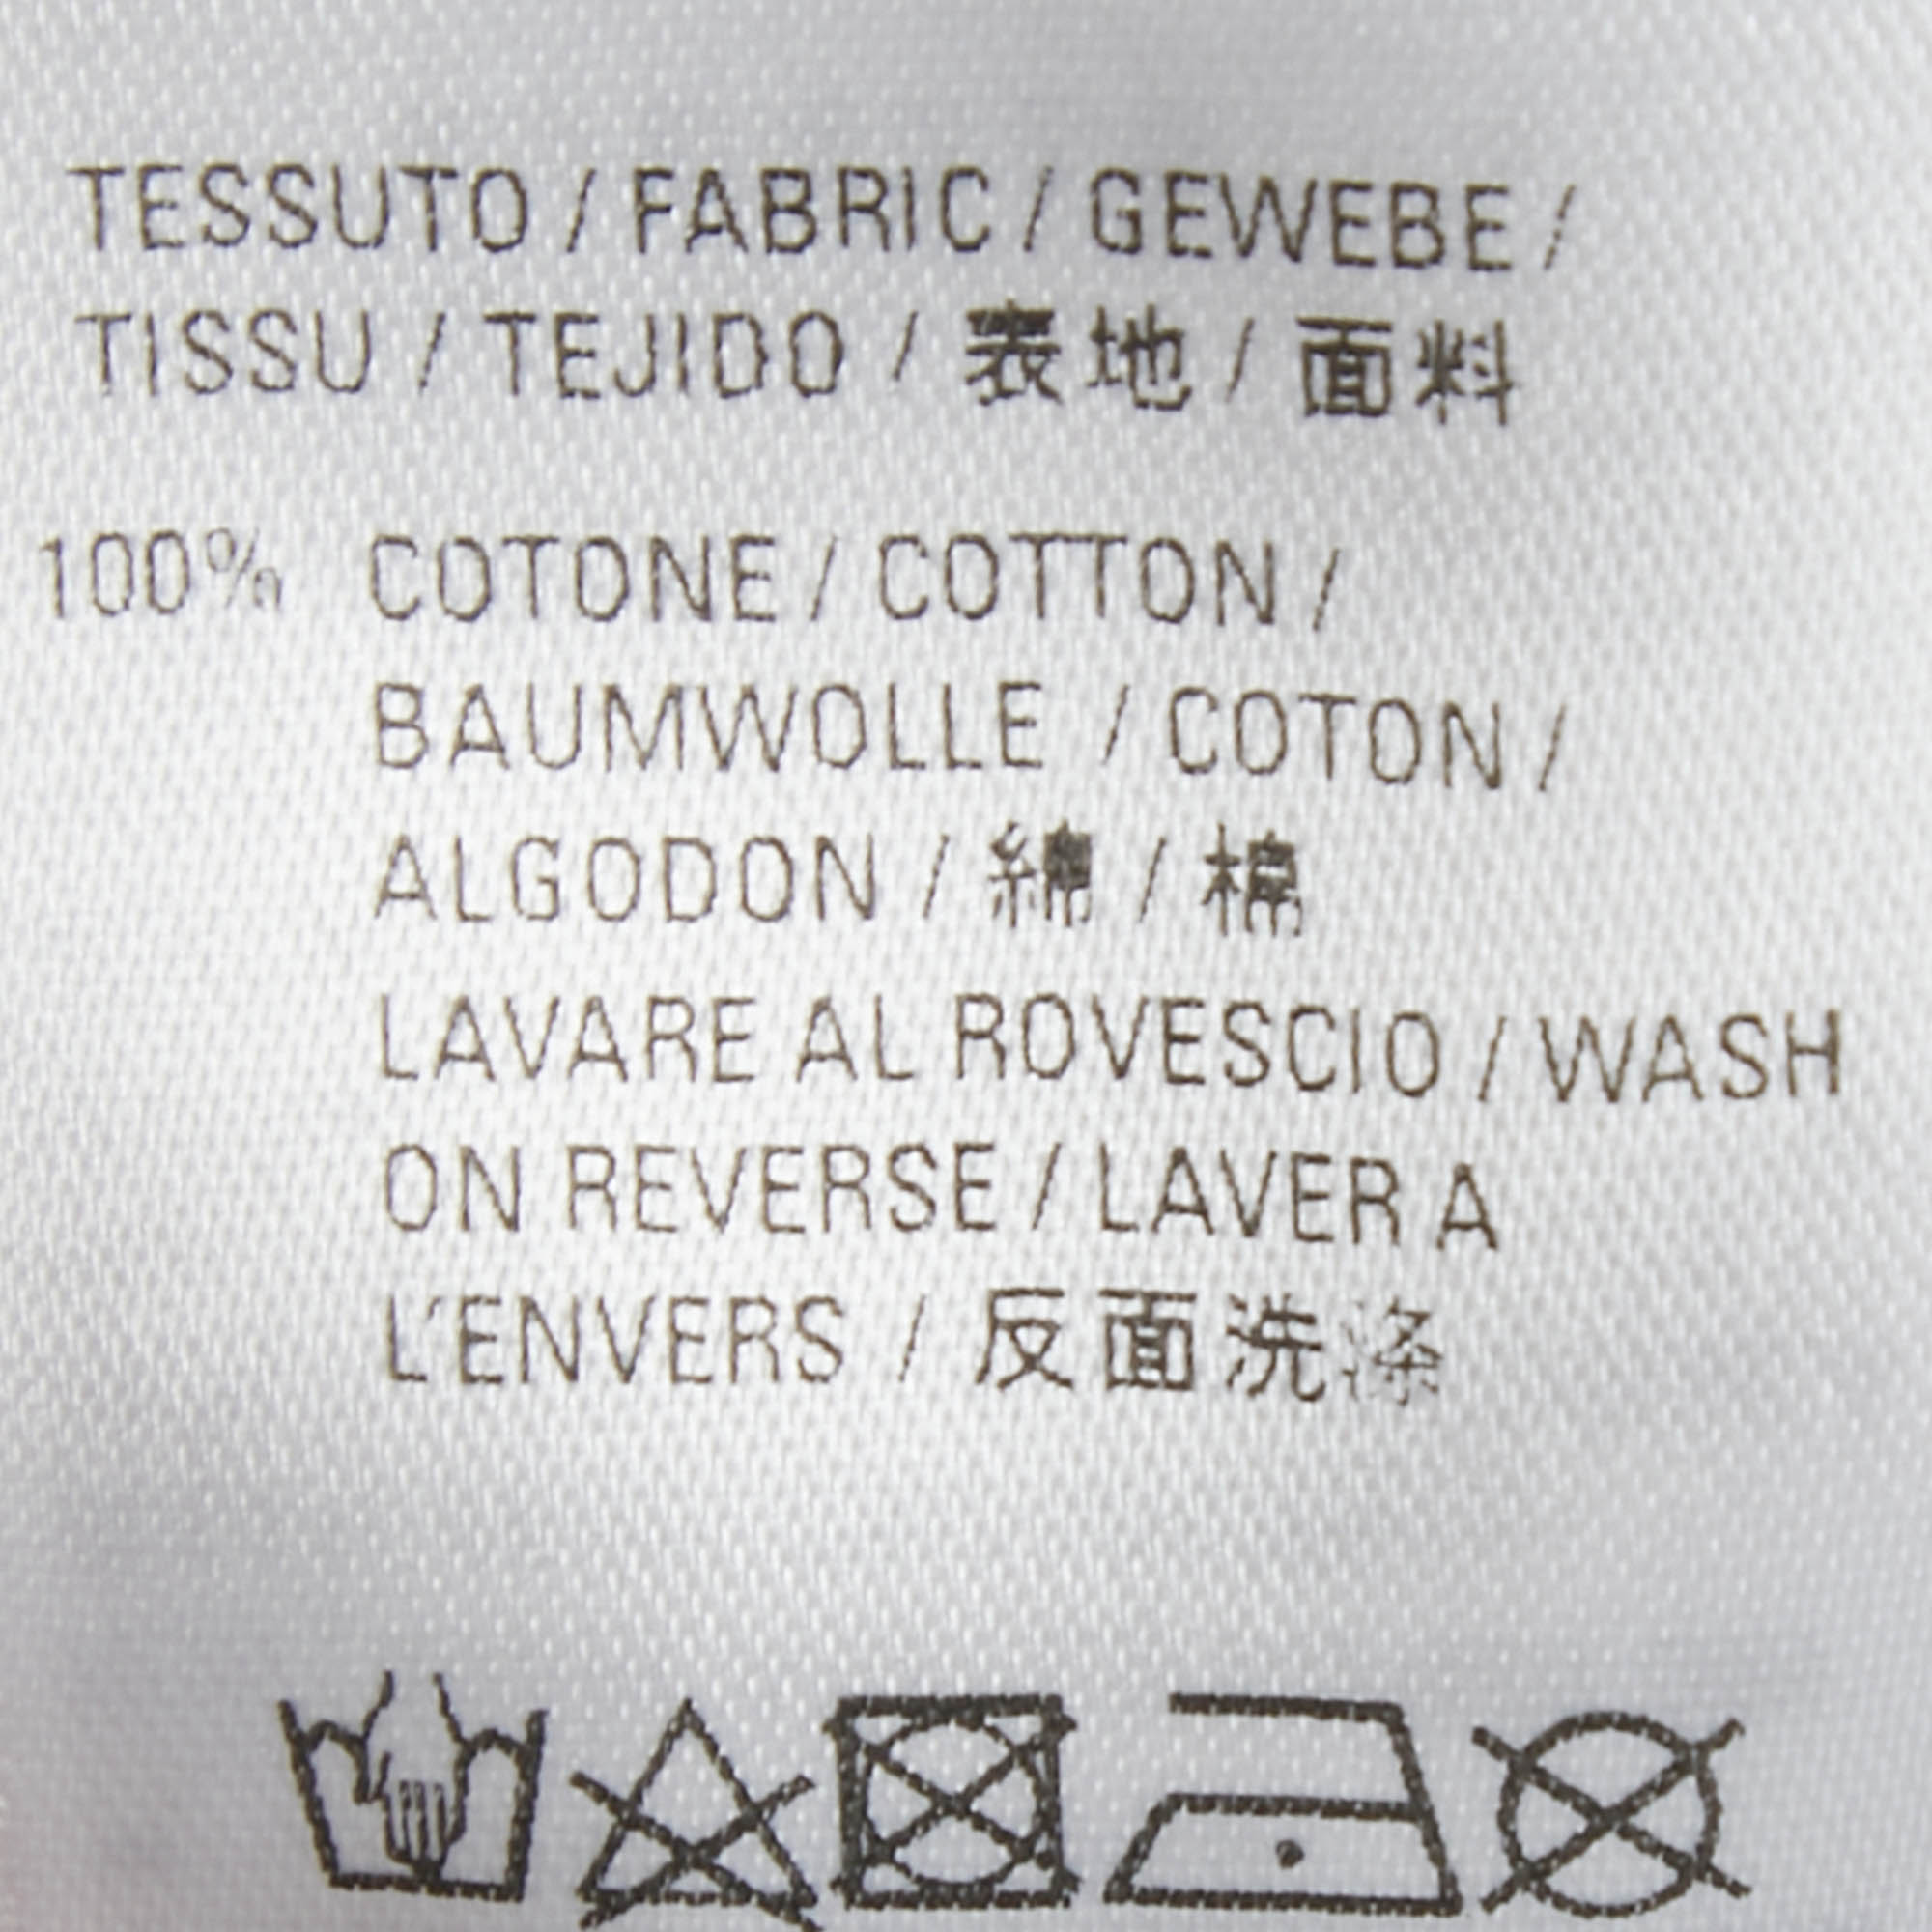 TESSUTO / FABRIC / GEWEBE /
TISSU / TEJIDO / 表地 / 面料
100% COTONE / COTTON /
BAUMWOLLE / COTON /
ALGODON / 綿 / 棉
LAVARE AL ROVESCIO / WASH
ON REVERSE / LAVER A
L'ENVERS / 反面洗涤